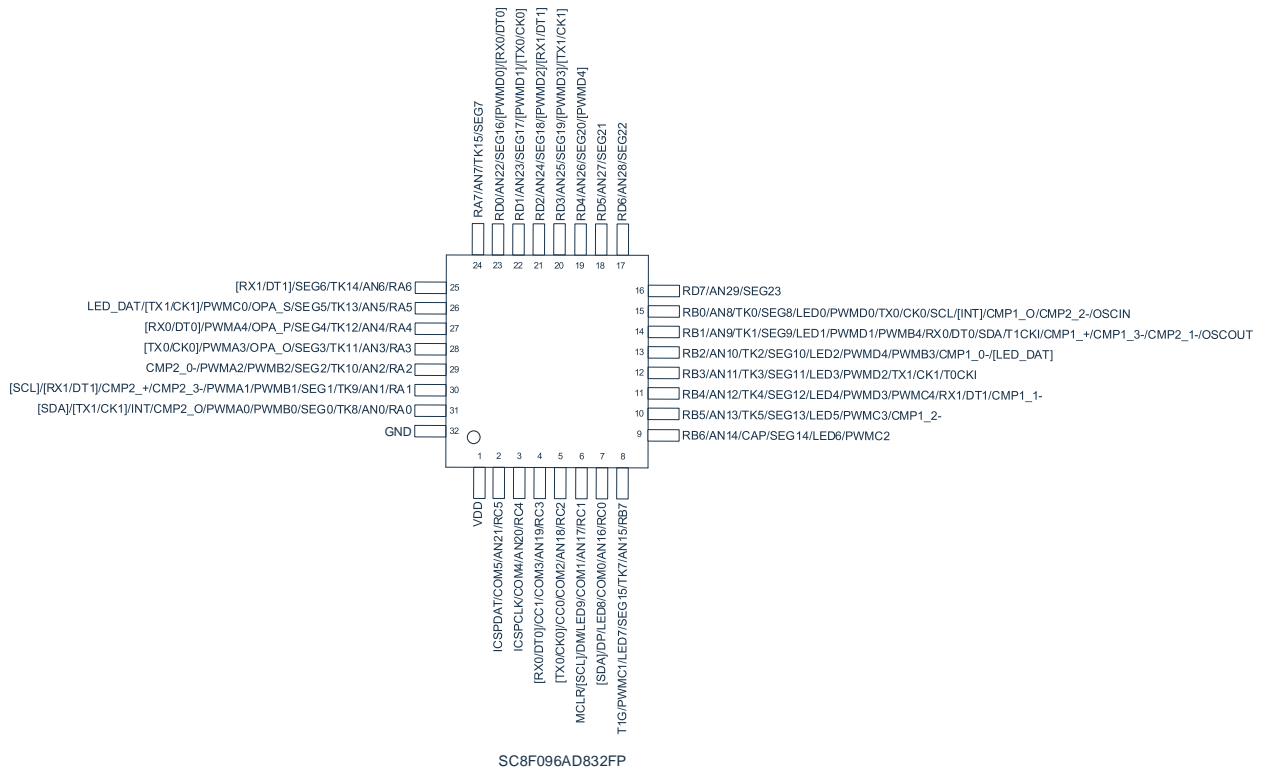 RA7/AN7/TK15/SEG7
RD0/AN22/SEG16/[PWMD0]/[RX0/DT0]
RD1/AN23/SEG17/[PWMD1]/[TX0/CK0]
RD2/AN24/SEG18/[PWMD2]/[RX1/DT1]
RD3/AN25/SEG19/[PWMD3]/[TX1/CK1]
RD4/AN26/SEG20/[PWMD4]
RD5/AN27/SEG21
RD6/AN28/SEG22
24 23 22 21 20 19 18 17
[RX1/DT1]/SEG6/TK14/AN6/RA6 25
LED_DAT/[TX1/CK1]/PWMC0/OPA_S/SEG5/TK13/AN5/RA5 26
[RX0/DT0]/PWMA4/OPA_P/SEG4/TK12/AN4/RA4 27
[TX0/CK0]/PWMA3/OPA_O/SEG3/TK11/AN3/RA3 28
CMP2_0-/PWMA2/PWMB2/SEG2/TK10/AN2/RA2 29
[SCL]/[RX1/DT1]/CMP2_+/CMP2_3-/PWMA1/PWMB1/SEG1/TK9/AN1/RA1 30
[SDA]/[TX1/CK1]/INT/CMP2_O/PWMA0/PWMB0/SEG0/TK8/AN0/RA0 31
GND 32
16 RD7/AN29/SEG23
15 RB0/AN8/TK0/SEG8/LED0/PWMD0/TX0/CK0/SCL/[INT]/CMP1_O/CMP2_2-/OSCIN
14 RB1/AN9/TK1/SEG9/LED1/PWMD1/PWMB4/RX0/DT0/SDA/T1CKI/CMP1_+/CMP1_3-/CMP2_1-/OSCOUT
13 RB2/AN10/TK2/SEG10/LED2/PWMD4/PWMB3/CMP1_0-/[LED_DAT]
12 RB3/AN11/TK3/SEG11/LED3/PWMD2/TX1/CK1/T0CKI
11 RB4/AN12/TK4/SEG12/LED4/PWMD3/PWMC4/RX1/DT1/CMP1_1-
10 RB5/AN13/TK5/SEG13/LED5/PWMC3/CMP1_2-
9 RB6/AN14/CAP/SEG14/LED6/PWMC2
1 2 3 4 5 6 7 8
VDD
ICSPDAT/COM5/AN21/RC5
ICSPCLK/COM4/AN20/RC4
[RX0/DT0]/CC1/COM3/AN19/RC3
[TX0/CK0]/CC0/COM2/AN18/RC2
MCLR/[SCL]/DM/LED9/COM1/AN17/RC1
[SDA]/DP/LED8/COM0/AN16/RC0
T1G/PWMC1/LED7/SEG15/TK7/AN15/RB7
SC8F096AD832FP